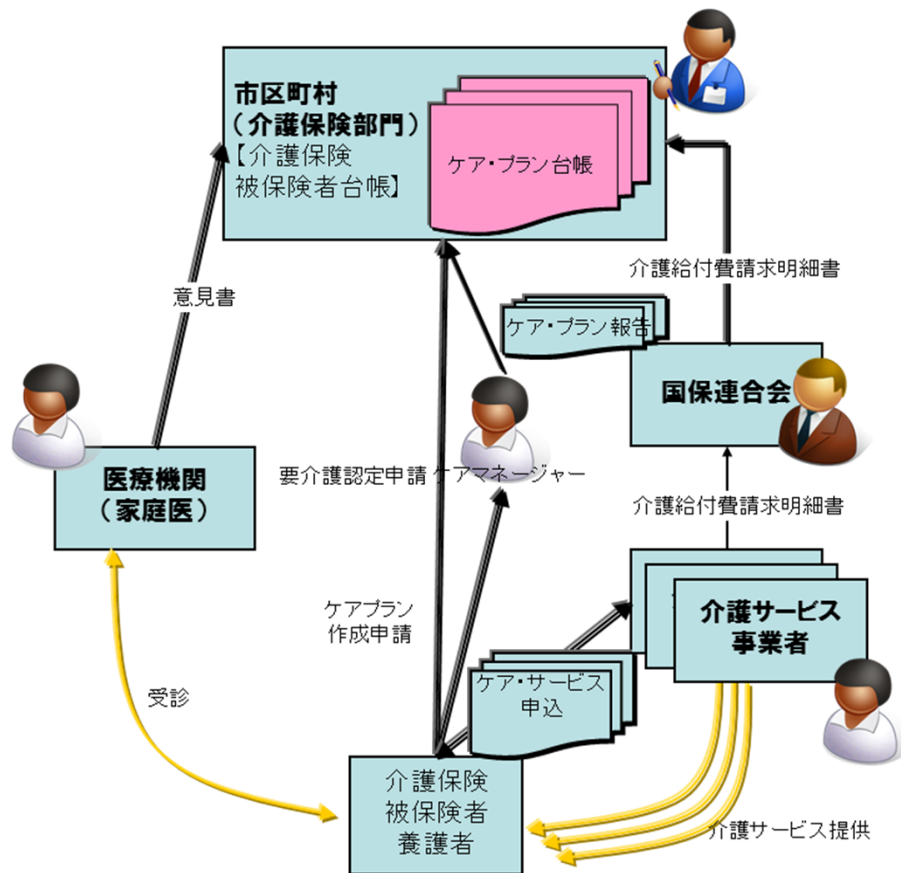 市区町村
（介護保険部門）
【介護保険
被保険者台帳】
ケア・プラン台帳
意見書
介護給付費請求明細書
ケア・プラン報告
国保連合会
医療機関
（家庭医）
要介護認定申請
ケアマネージャー
介護給付費請求明細書
ケアプラン
作成申請
介護サービス
事業者
ケア・サービス
申込
受診
介護保険
被保険者
養護者
介護サービス提供